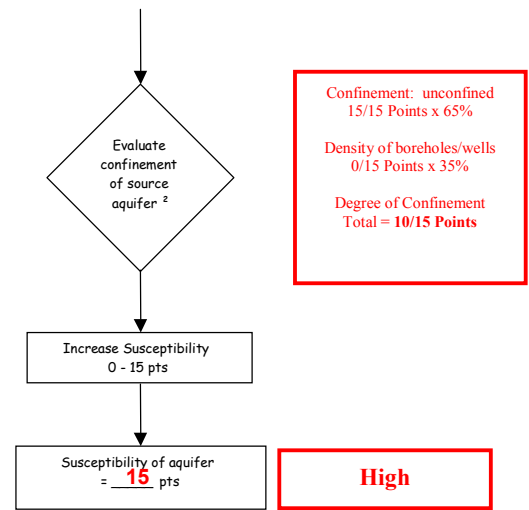 Evaluate
confinement
of source
aquifer ²
Confinement: unconfined
15/15 Points x 65%
Density of boreholes/wells
0/15 Points x 35%
Degree of Confinement
Total = 10/15 Points
Increase Susceptibility
0 - 15 pts
Susceptibility of aquifer
= 15 pts
High